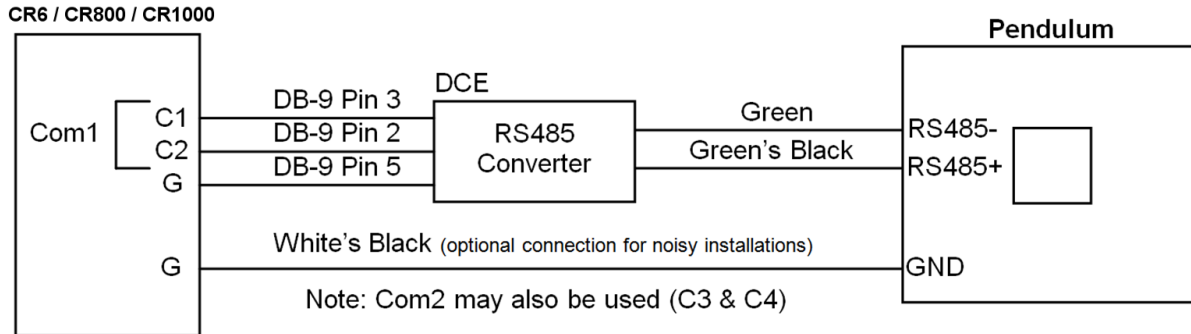 CR6 / CR800 / CR1000
Pendulum
DCE
Com1
C1
C2
G
DB-9 Pin 3
DB-9 Pin 2
DB-9 Pin 5
RS485
Converter
Green
Green's Black
RS485-
RS485+
G
White's Black (optional connection for noisy installations)
GND
Note: Com2 may also be used (C3 & C4)